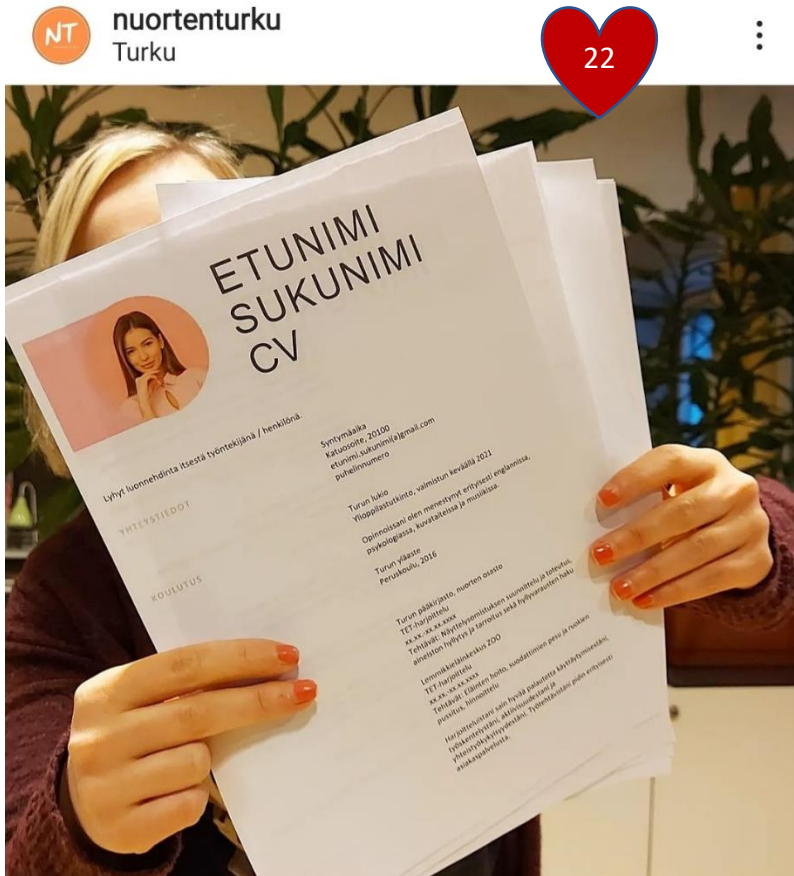 NT
nuortenturku
Turku
22
ETUNIMI
SUKUNIMI
CV
Lyhyt luonnehdinta itsestä työntekijänä / henkilönä.
YHTEYSTIEDOT
Syntymäaika
Katuosoite, 20100
etunimi.sukunimi(a)gmail.com
puhelinnumero
KOULUTUS
Turun lukio
Ylioppilastutkinto, valmistun keväällä 2021
Opinnoissani olen menestynyt erityisesti englannissa,
psykologiassa, kuvataiteissa ja musiikissa.
Turun yläaste
Peruskoulu, 2016
Turun pääkirjasto, nuorten osasto
TET-harjoittelu
xx.xx.-xx.xx.xxxx
Tehtävät: Näyttelysomistuksen suunnittelu ja toteutus,
aineiston hyllytys ja tarroitus sekä hyllyvarausten haku
Lemmikkieläinkeskus ZOO
TET-harjoittelu
xx.xx.-xx.xx.xxxx
Tehtävät: Eläinten hoito, suodattimien pesu ja ruokien
pussitus, hinnoittelu
Harjoitteluistani sain hyvää palautetta käyttäytymisestäni,
työskentelystäni, aktiivisuudestani ja
yhteistyökykyisyydestäni. Työtehtävistäni pidin erityisesti
asiakaspalvelusta.